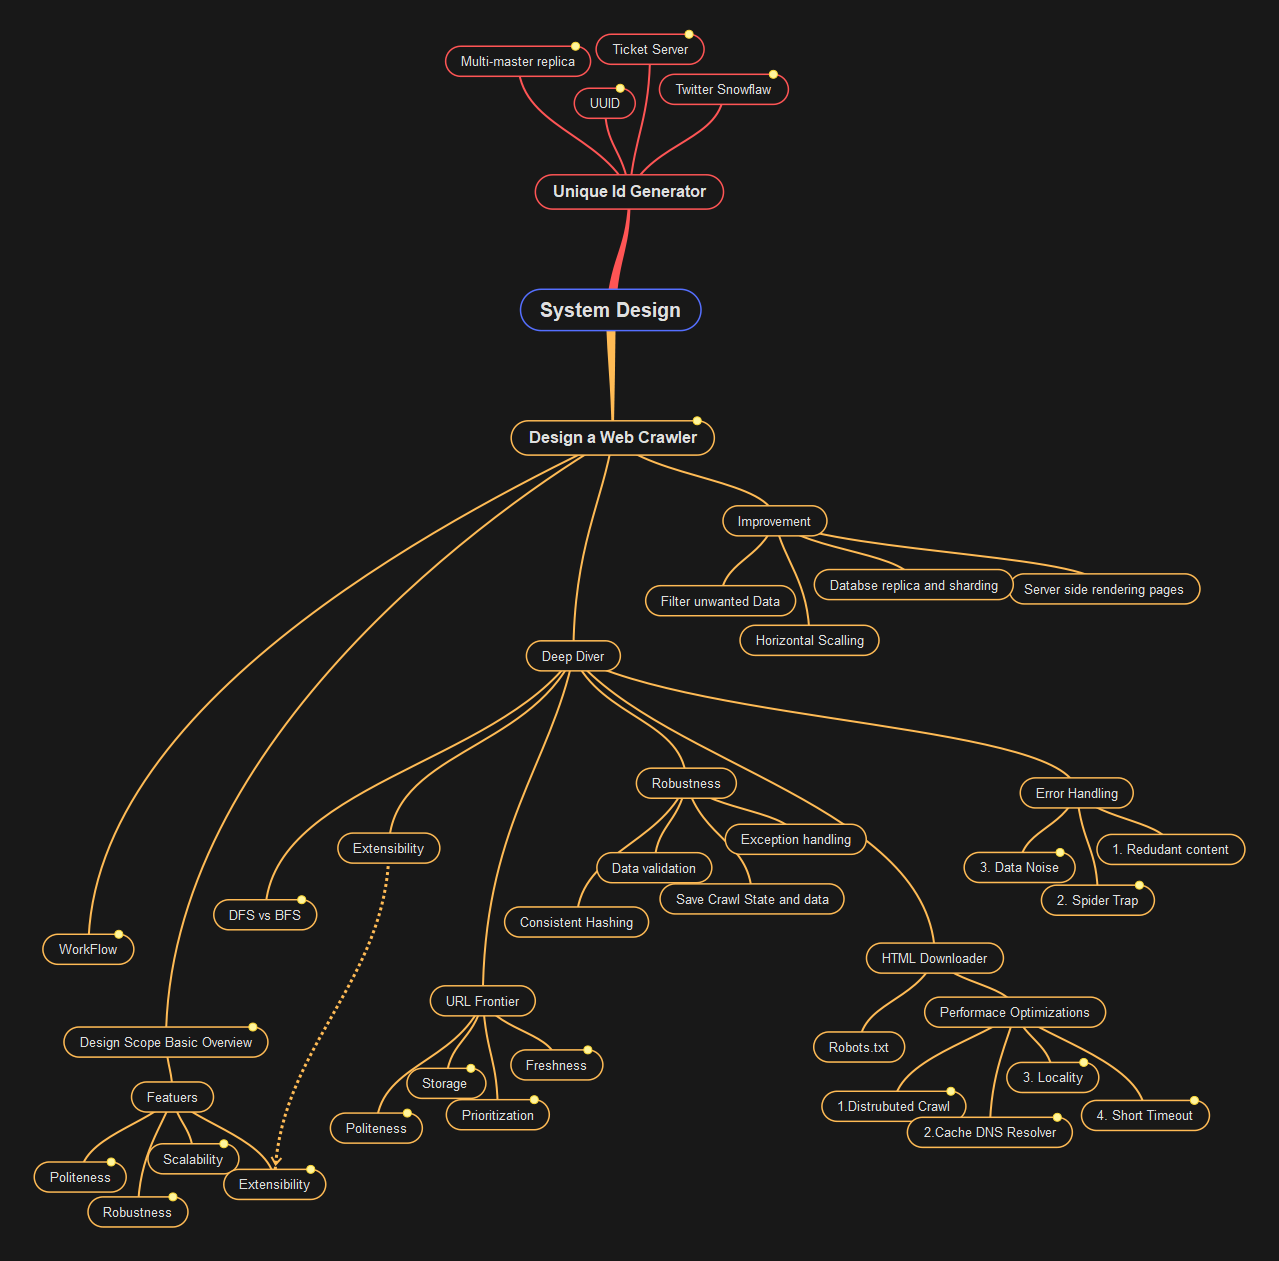 Ticket Server
Multi-master replica
Twitter Snowflaw
UUID
Unique Id Generator
System Design
Design a Web Crawler
Improvement
Filter unwanted Data
Databse replica and sharding
Server side rendering pages
Horizontal Scalling
Deep Diver
Robustness
Error Handling
Extensibility
Exception handling
1. Redudant content
Data validation
3. Data Noise
Save Crawl State and data
2. Spider Trap
DFS vs BFS
Consistent Hashing
WorkFlow
HTML Downloader
URL Frontier
Performace Optimizations
Design Scope Basic Overview
Robots.txt
Freshness
Storage
3. Locality
Featuers
1.Distrubuted Crawl
Prioritization
4. Short Timeout
Politeness
2.Cache DNS Resolver
Scalability
Politeness
Extensibility
Robustness